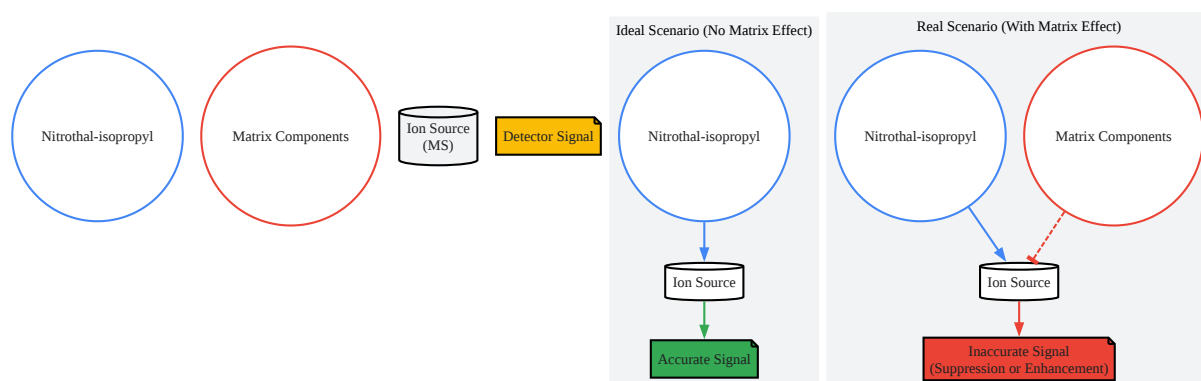 Nitrothal-isopropyl
Matrix Components
Ion Source
(MS)
Detector Signal
Ideal Scenario (No Matrix Effect)
Nitrothal-isopropyl
Ion Source
Accurate Signal
Real Scenario (With Matrix Effect)
Nitrothal-isopropyl
Matrix Components
Ion Source
Inaccurate Signal
(Suppression or Enhancement)